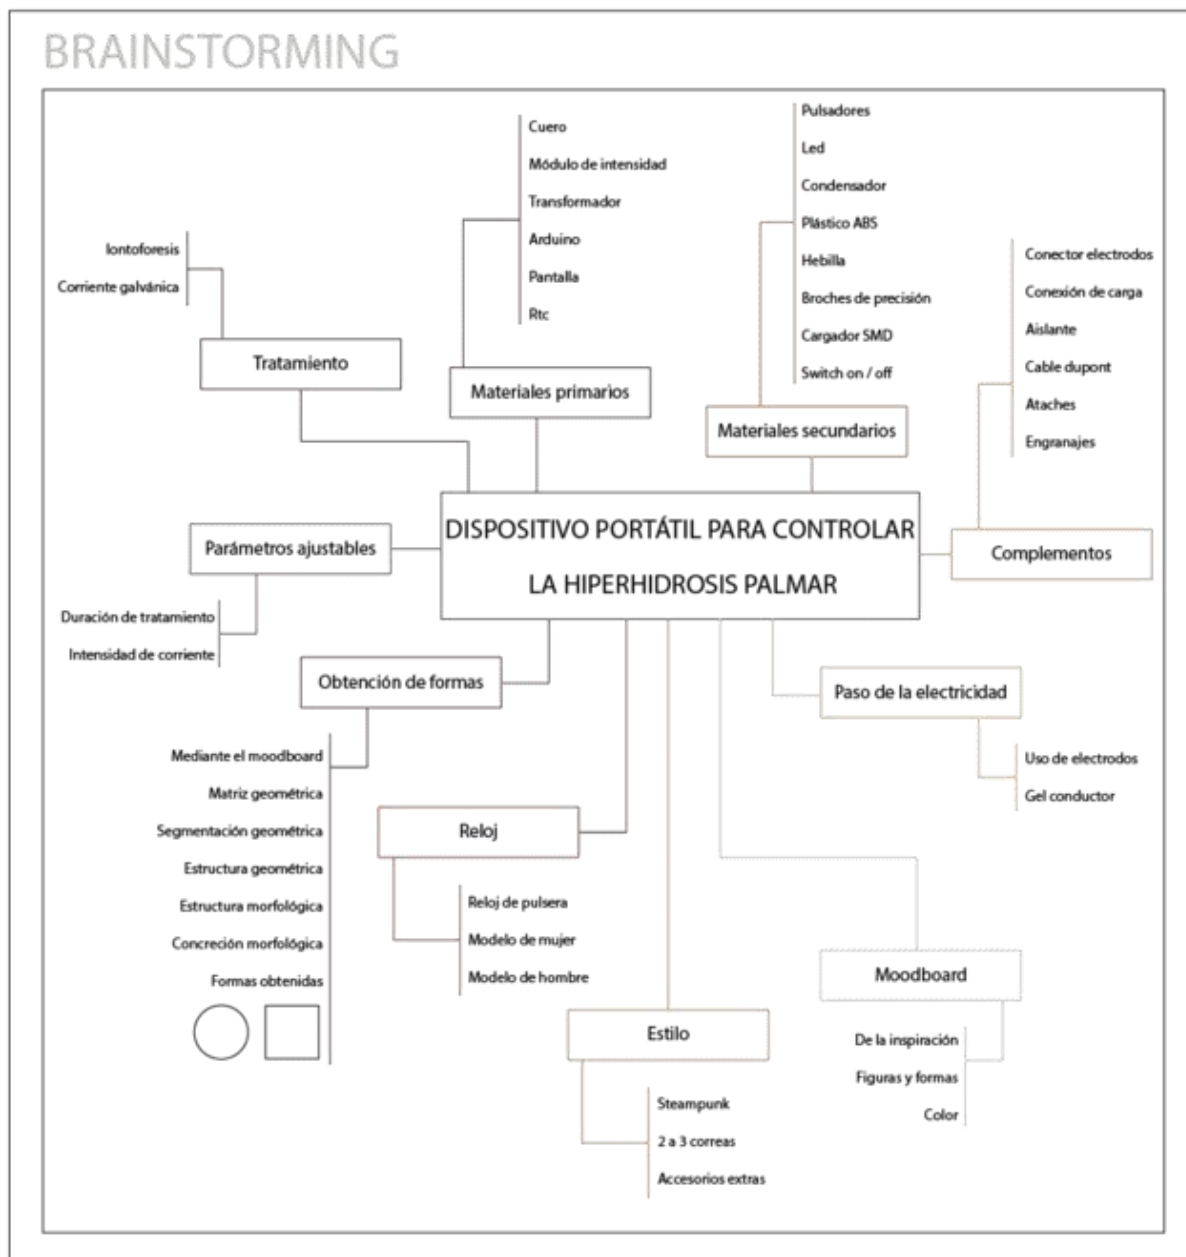 BRAINSTORMING
Cuero
Módulo de intensidad
Transformador
Arduino
Pantalla
Rtc
Materiales primarios
Pulsadores
Led
Condensador
Plástico ABS
Hebilla
Broches de precisión
Cargador SMD
Switch on / off
Materiales secundarios
Iontoforesis
Corriente galvánica
Tratamiento
Conector electrodos
Conexión de carga
Aislante
Cable dupont
Ataches
Engranajes
Complementos
DISPOSITIVO PORTÁTIL PARA CONTROLAR
LA HIPERHIDROSIS PALMAR
Parámetros ajustables
Duración de tratamiento
Intensidad de corriente
Obtención de formas
Mediante el moodboard
Matriz geométrica
Segmentación geométrica
Estructura geométrica
Estructura morfológica
Concreción morfológica
Formas obtenidas
Reloj
Reloj de pulsera
Modelo de mujer
Modelo de hombre
Estilo
Steampunk
2 a 3 correas
Accesorios extras
Paso de la electricidad
Uso de electrodos
Gel conductor
Moodboard
De la inspiración
Figuras y formas
Color